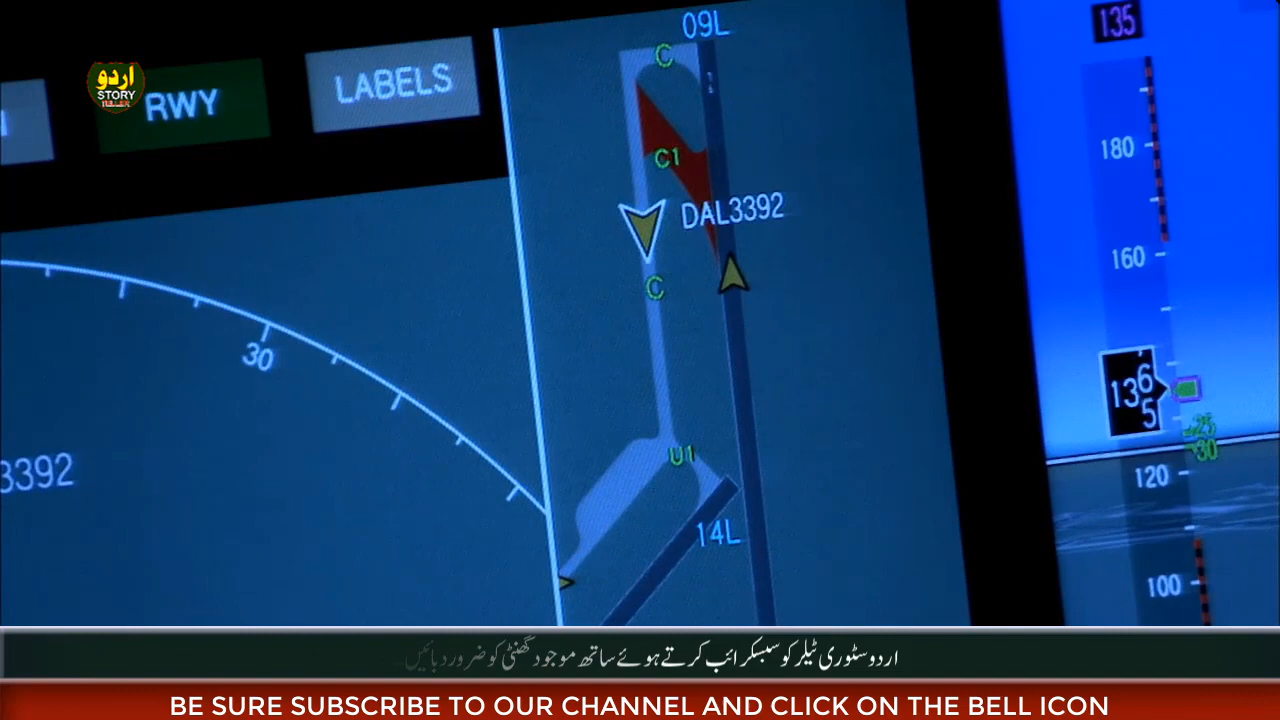 09L
135
C
LABELS
اردو
STORY
TELLER
RWY
180
C1
DAL3392
160
C
30
136
5
25
30
U1
3392
120
14L
100
اردو سٹوری ٹیلر کو سبسکرائب کرتے ہوئے ساتھ موجود گھنٹی کو ضرور دبائیں
BE SURE SUBSCRIBE TO OUR CHANNEL AND CLICK ON THE BELL ICON